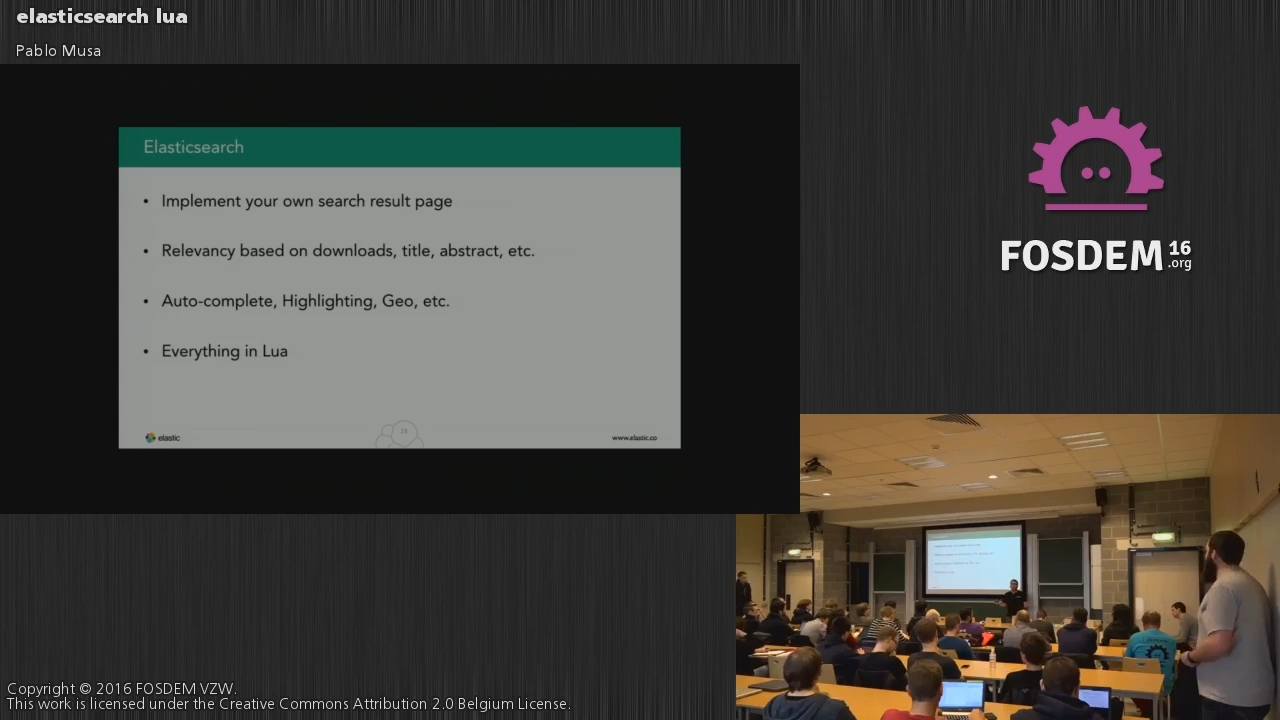 elasticsearch lua
Pablo Musa
Elasticsearch
• Implement your own search result page
• Relevancy based on downloads, title, abstract, etc.
• Auto-complete, Highlighting, Geo, etc.
• Everything in Lua
elastic
www.elastic.co
FOSDEM 16
.org
Copyright © 2016 FOSDEM VZW.
This work is licensed under the Creative Commons Attribution 2.0 Belgium License.